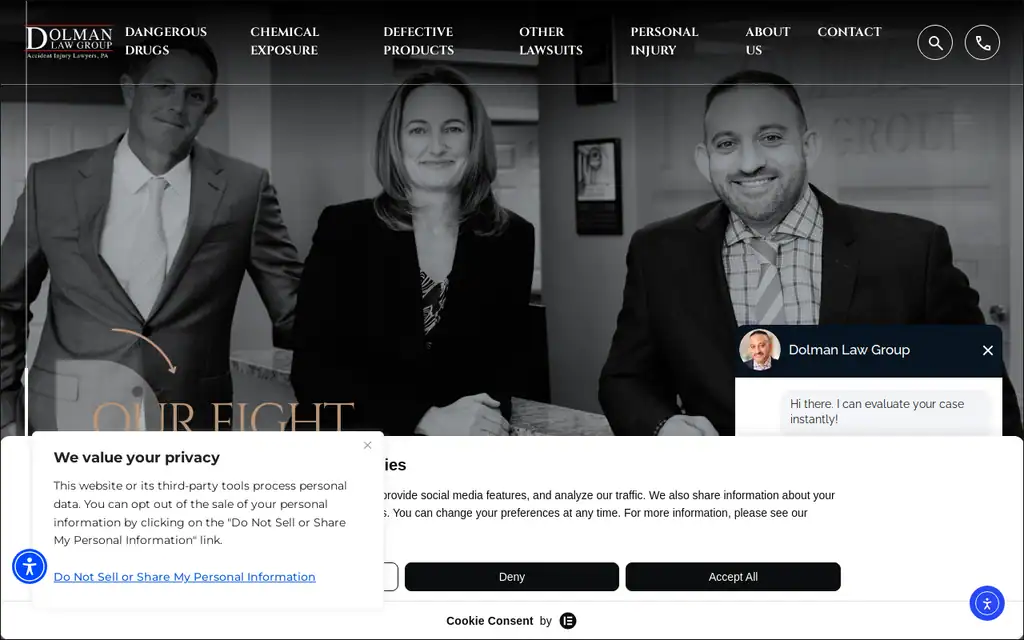 DOLMAN
LAW GROUP
Accident Injury Lawyers, PA
DANGEROUS DRUGS
CHEMICAL EXPOSURE
DEFECTIVE PRODUCTS
OTHER LAWSUITS
PERSONAL INJURY
ABOUT US
CONTACT
OUR FIGHT
Dolman Law Group
Hi there. I can evaluate your case
instantly!
We value your privacy
This website or its third-party tools process personal
data. You can opt out of the sale of your personal
information by clicking on the "Do Not Sell or Share
My Personal Information" link.
Do Not Sell or Share My Personal Information
provide social media features, and analyze our traffic. We also share information about your
You can change your preferences at any time. For more information, please see our
Deny
Accept All
Cookie Consent by